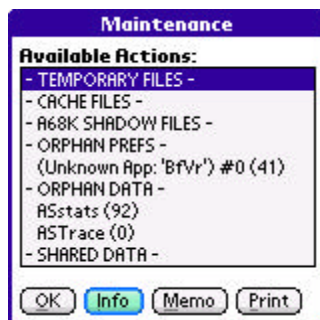 Maintenance
Available Actions:
- TEMPORARY FILES -
- CACHE FILES -
- A68K SHADOW FILES -
- ORPHAN PREFS -
(Unknown App: 'BfVr') #0 (41)
- ORPHAN DATA -
ASstats (92)
ASTrace (0)
- SHARED DATA -
OK Info Memo Print